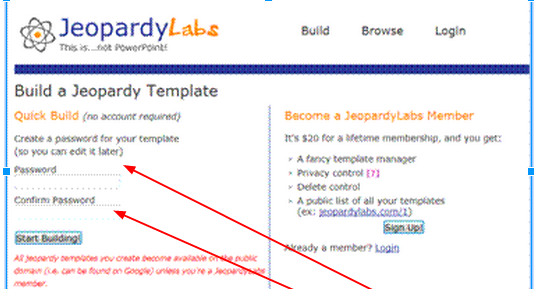 JeopardyLabs
This is....not PowerPoint!
Build Browse Login
Build a Jeopardy Template
Quick Build (no account required)
Create a password for your template
(so you can edit it later)
Password
Confirm Password
Start Building!
All jeopardy templates you create become available on the public
domain (i.e. can be found on Google) unless you're a JeopardyLabs
member.
Become a JeopardyLabs Member
It's $20 for a lifetime membership, and you get:
A fancy template manager
Privacy control [?]
Delete control
A public list of all your templates
(ex: jeopardylabs.com/1)
Sign Up!
Already a member? Login